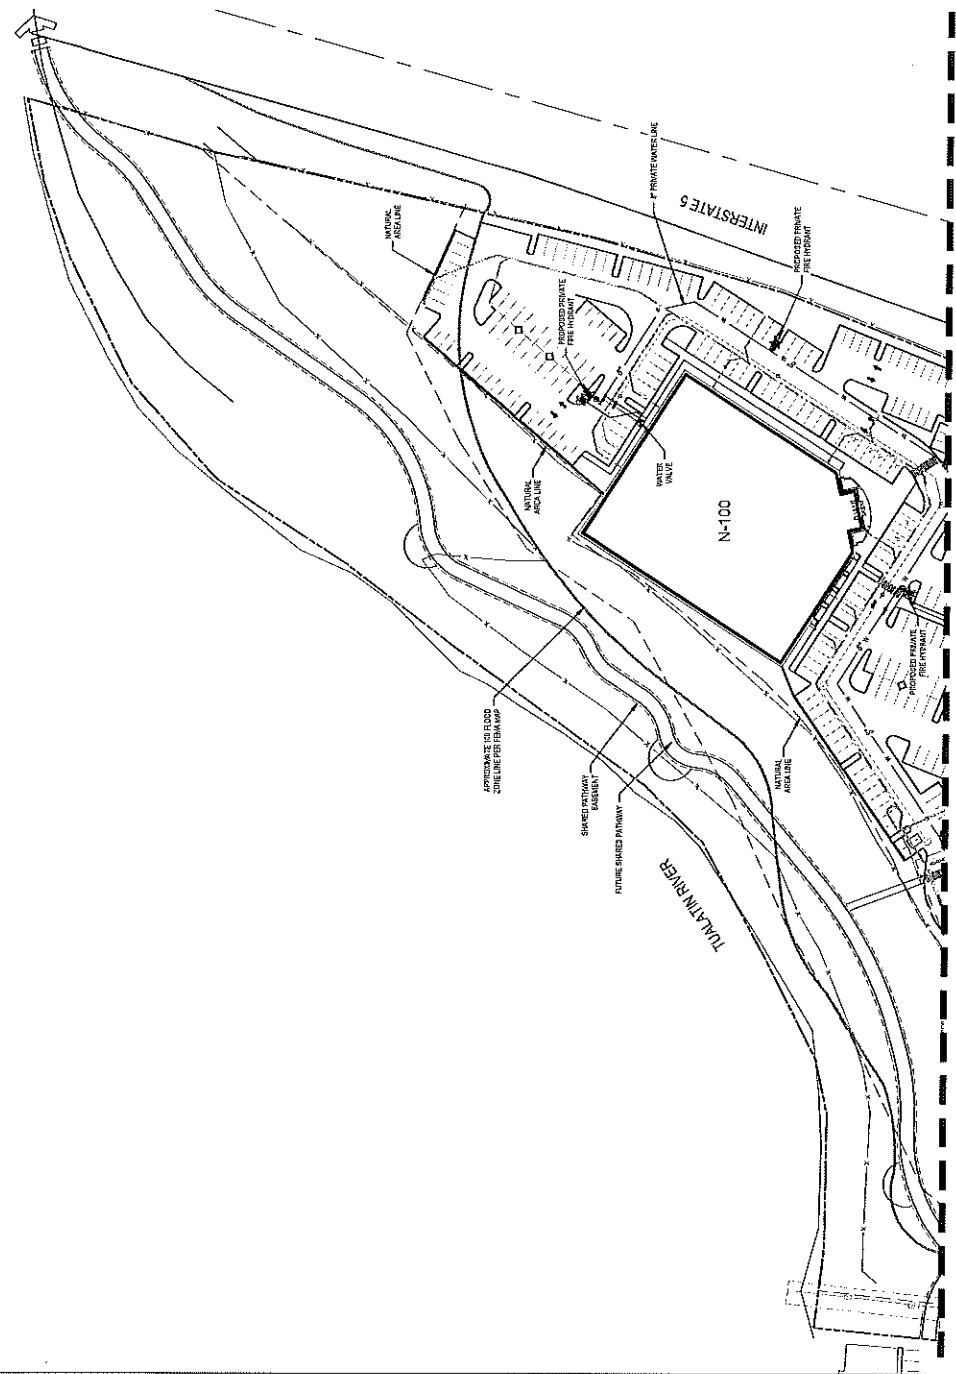 NATURAL
AREA LINE
8" PRIVATE WATER LINE
INTERSTATE 5
PROPOSED PRIVATE
FIRE HYDRANT
PROPOSED PRIVATE
FIRE HYDRANT
NATURAL
AREA LINE
WATER
VALVE
N-100
PROPOSED PRIVATE
FIRE HYDRANT
APPROXIMATE 100 FLOOD
ZONE LINE PER FEMA MAP
SHARED PATHWAY
EASEMENT
FUTURE SHARED PATHWAY
NATURAL
AREA LINE
TUALATIN RIVER